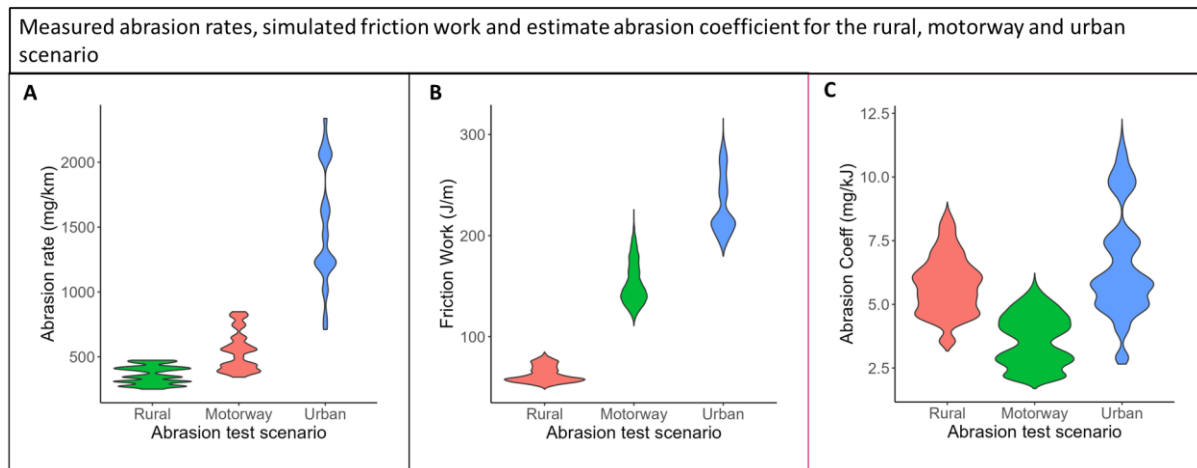 Measured abrasion rates, simulated friction work and estimate abrasion coefficient for the rural, motorway and urban
scenario
A
Abrasion rate (mg/km)
2000
1500
1000
500
Rural Motorway Urban
Abrasion test scenario
B
Friction Work (J/m)
300
200
100
Rural Motorway Urban
Abrasion test scenario
C
Abrasion Coeff (mg/kJ)
12.5
10.0
7.5
5.0
2.5
Rural Motorway Urban
Abrasion test scenario